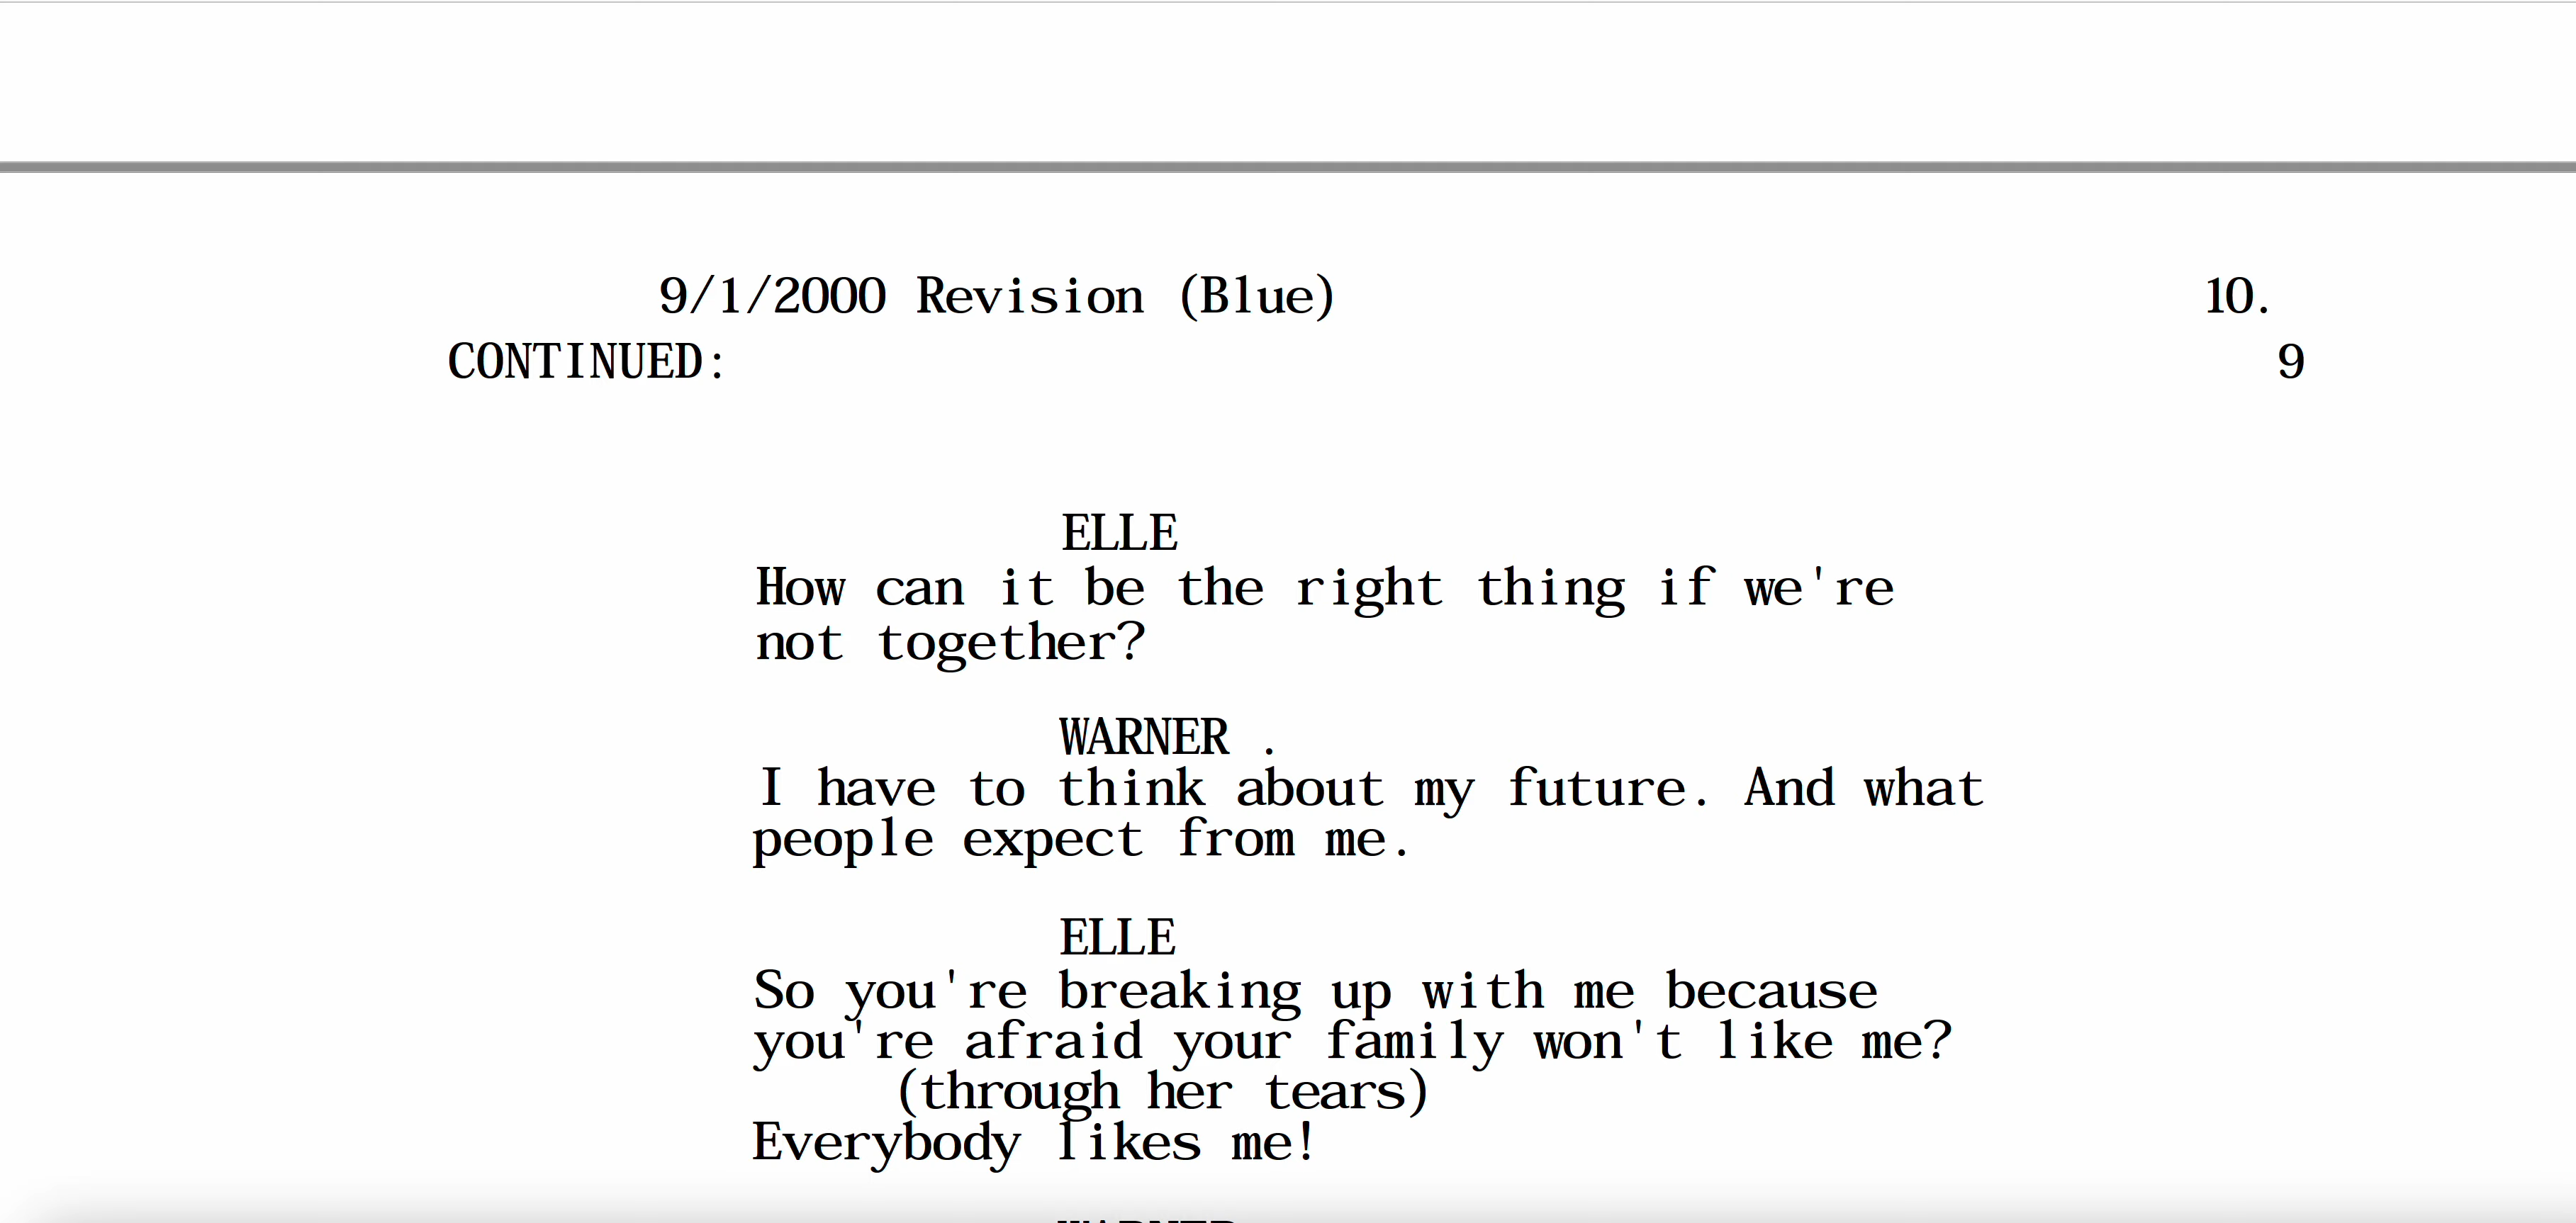 9/1/2000 Revision (Blue) 10.
CONTINUED: 9
ELLE
How can it be the right thing if we're
not together?
WARNER .
I have to think about my future. And what
people expect from me.
ELLE
So you're breaking up with me because
you're afraid your family won't like me?
(through her tears)
Everybody likes me!